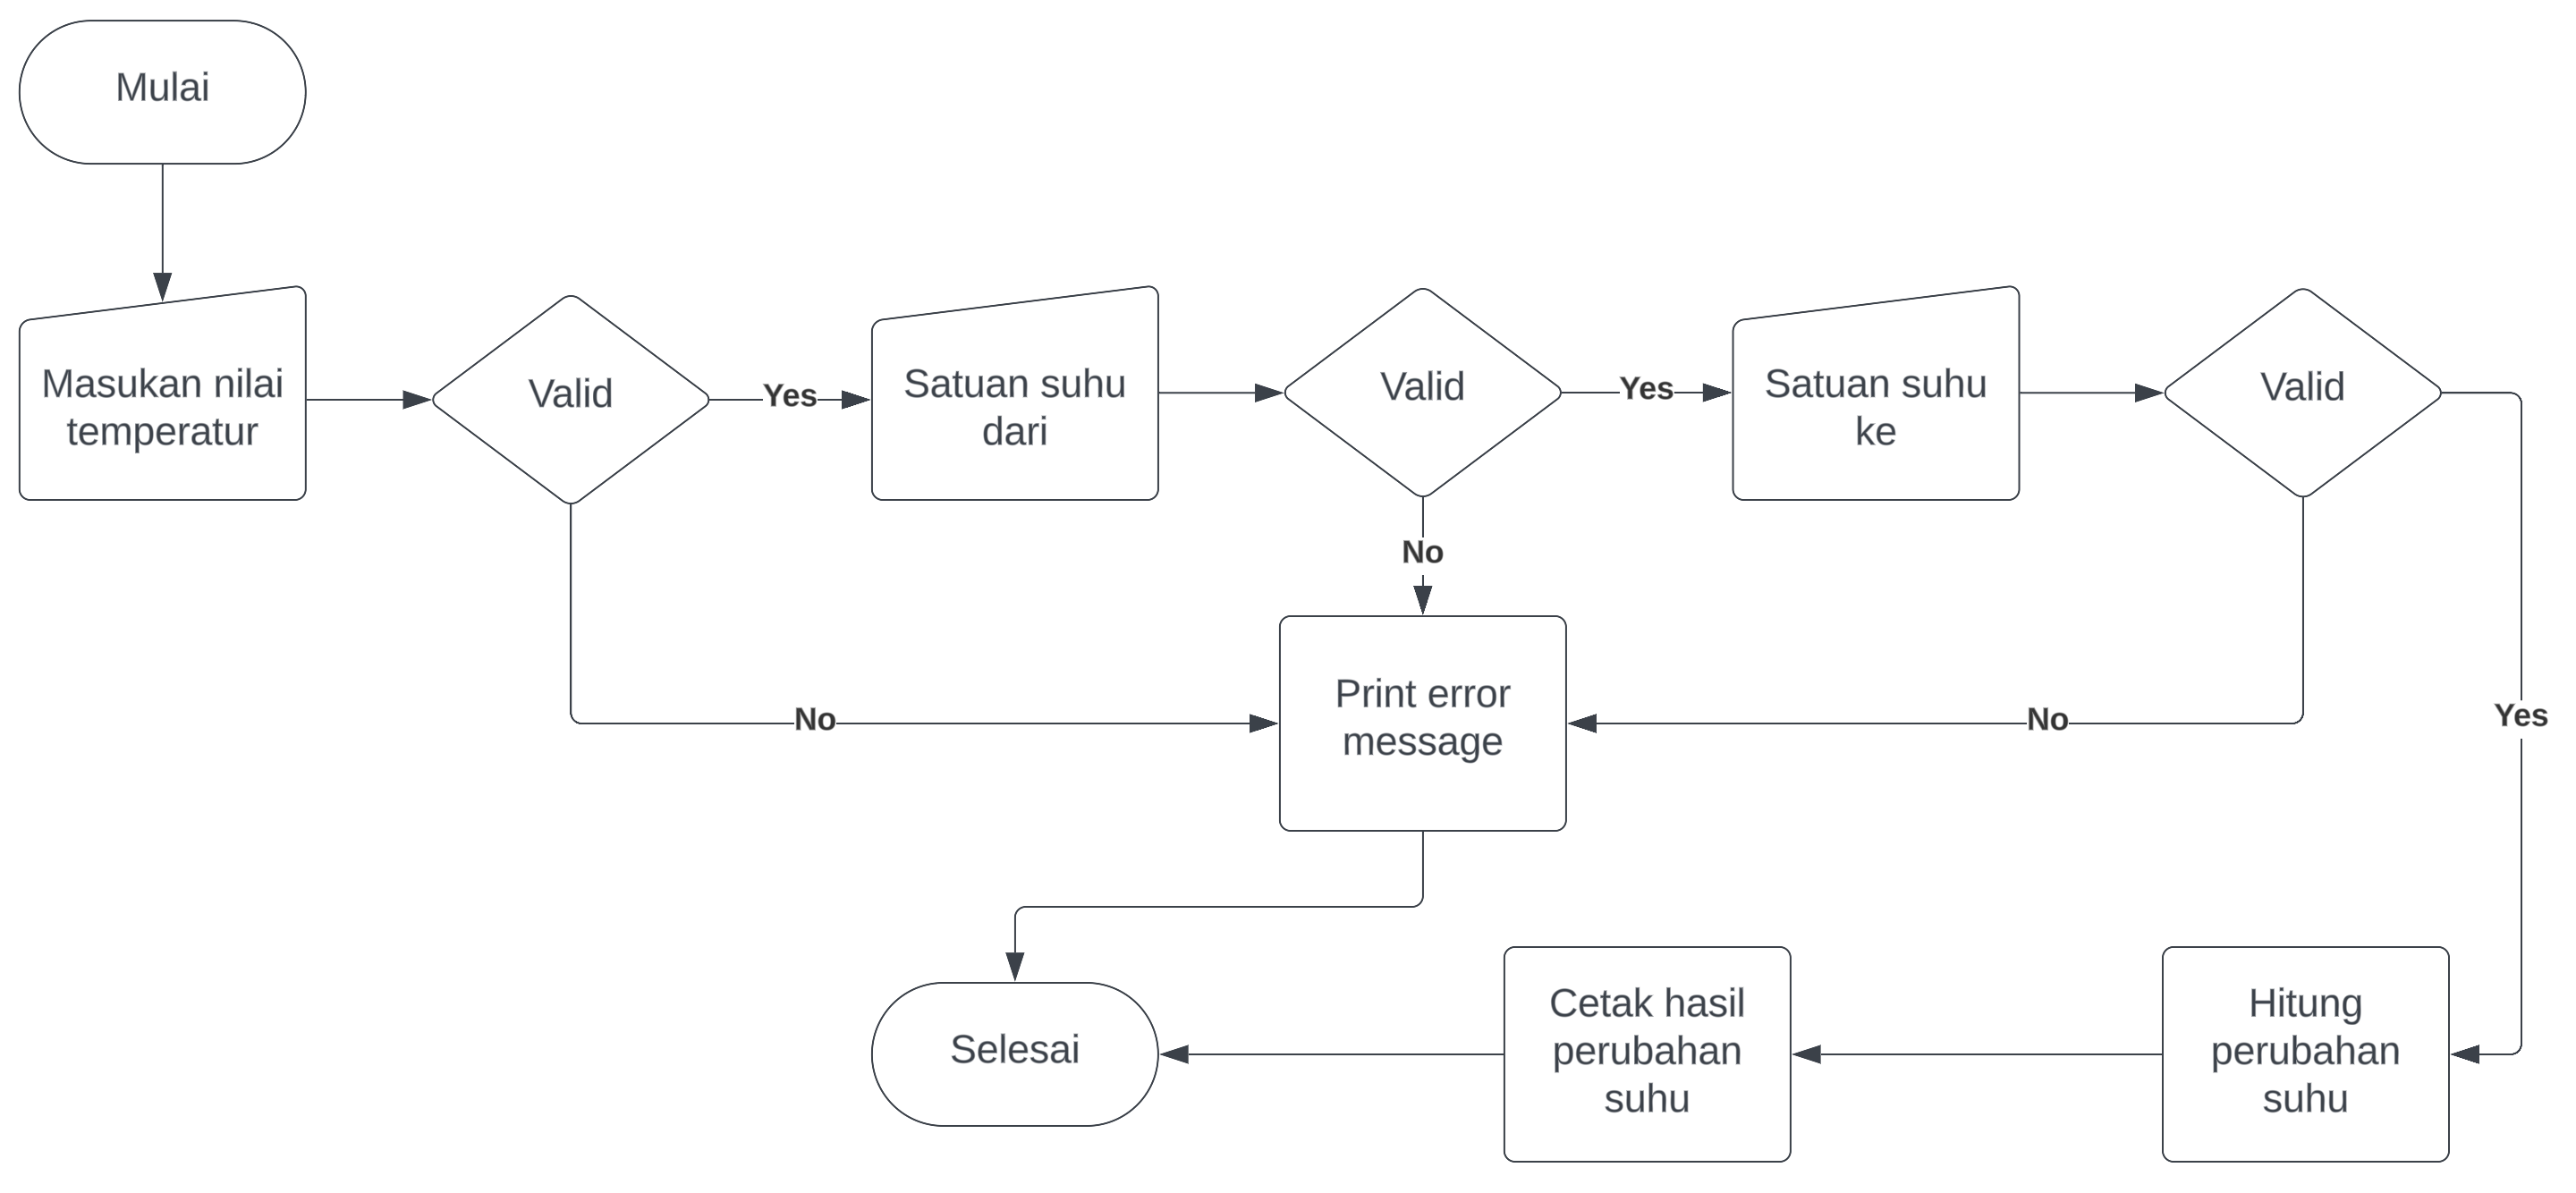 Mulai
Masukan nilai
temperatur
Valid
Yes
Satuan suhu
dari
Valid
Yes
Satuan suhu
ke
Valid
No
No
Print error
message
No
Yes
Selesai
Cetak hasil
perubahan
suhu
Hitung
perubahan
suhu